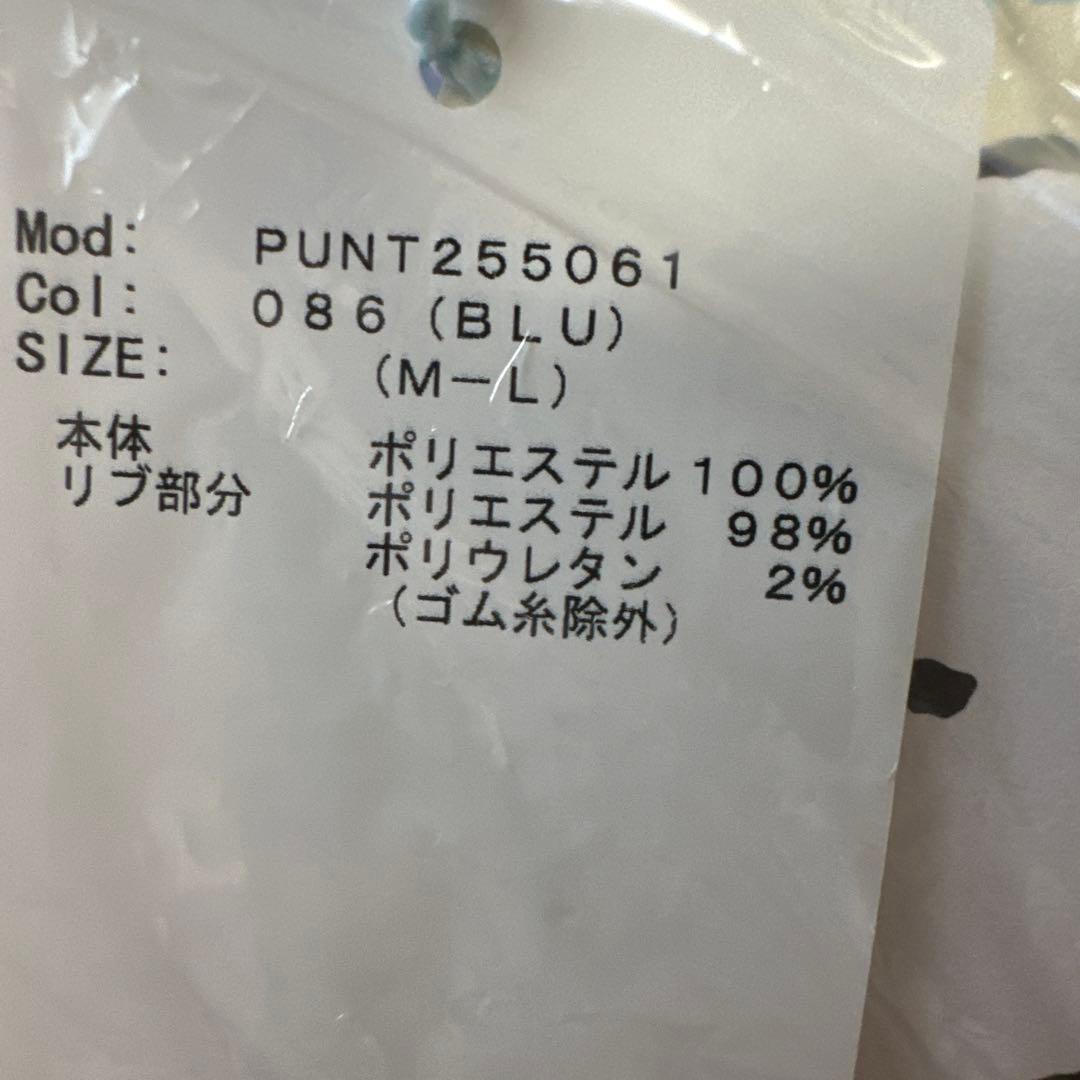 Mod: PUNT255061
Col: 086 (BLU)
SIZE: (M-L)
本体 ポリエステル 100%
リブ部分 ポリエステル 98%
ポリウレタン 2%
(ゴム糸除外)